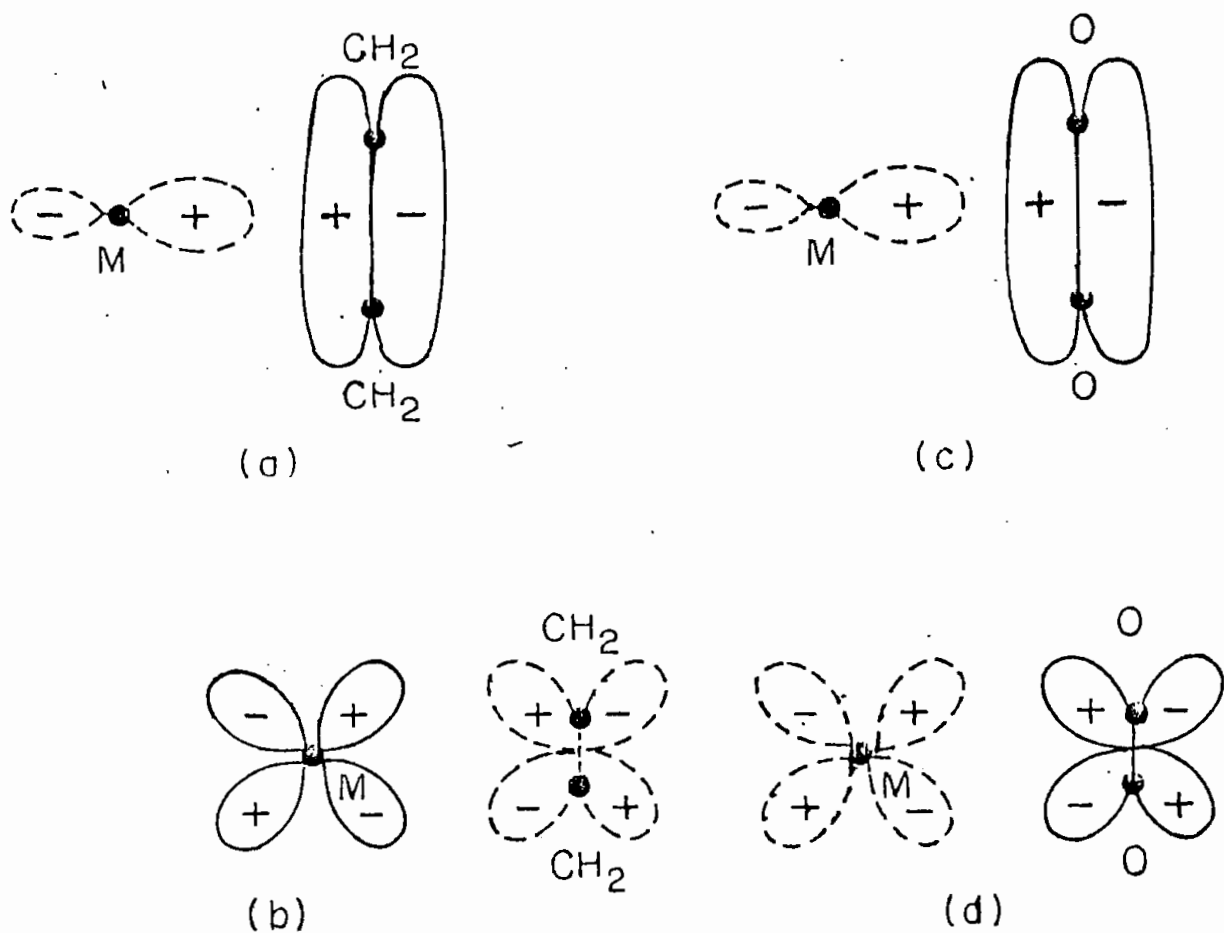 CH2
- + + -
M
CH2
(a)
O
- + + -
M
O
(c)
CH2
- + + -
+ M - - +
CH2
(b)
O
- + + -
+ M - - +
O
(d)